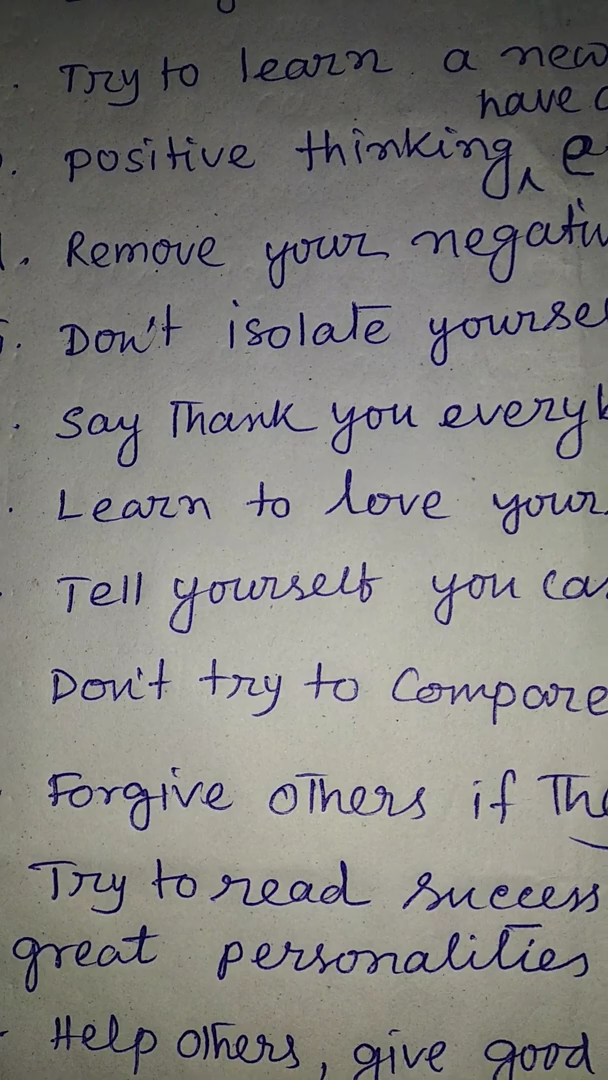 . Try to learn a new
have
. positive thinking,
. Remove your negativ
. Don't isolate yourse
. Say Thank you every
. Learn to love your
Tell yourself you ca
Don't try to Compare
Forgive others if The
Try to read success
great personalities
- Help others, give good